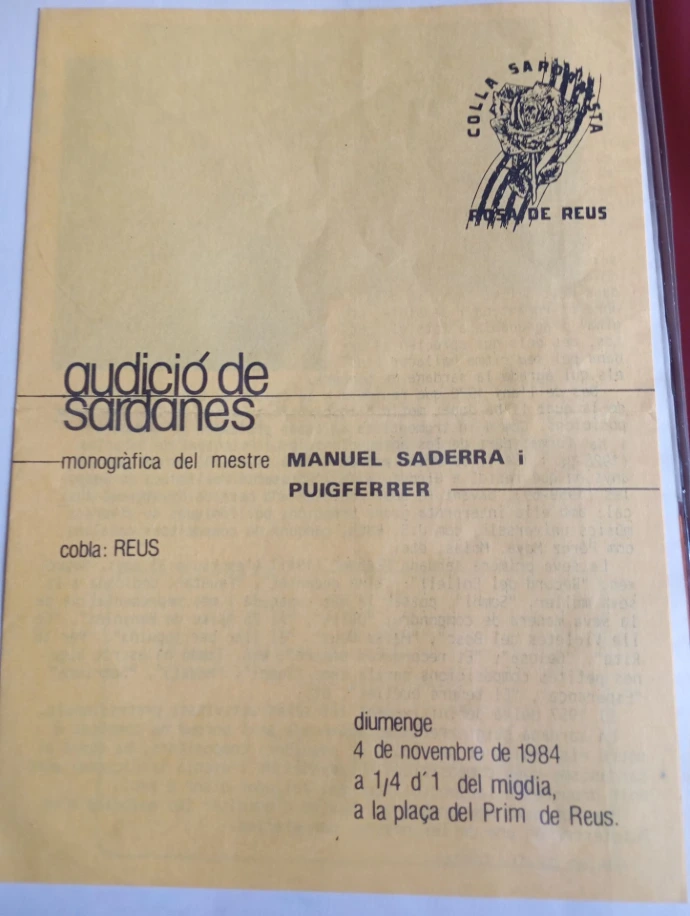 COLLA SARDANISTA
ROSA DE REUS
audició de
sardanes
monogràfica del mestre MANUEL SADERRA i
PUIGFERRER
cobla: REUS
diumenge
4 de novembre de 1984
a 1/4 d´1 del migdia,
a la plaça del Prim de Reus.